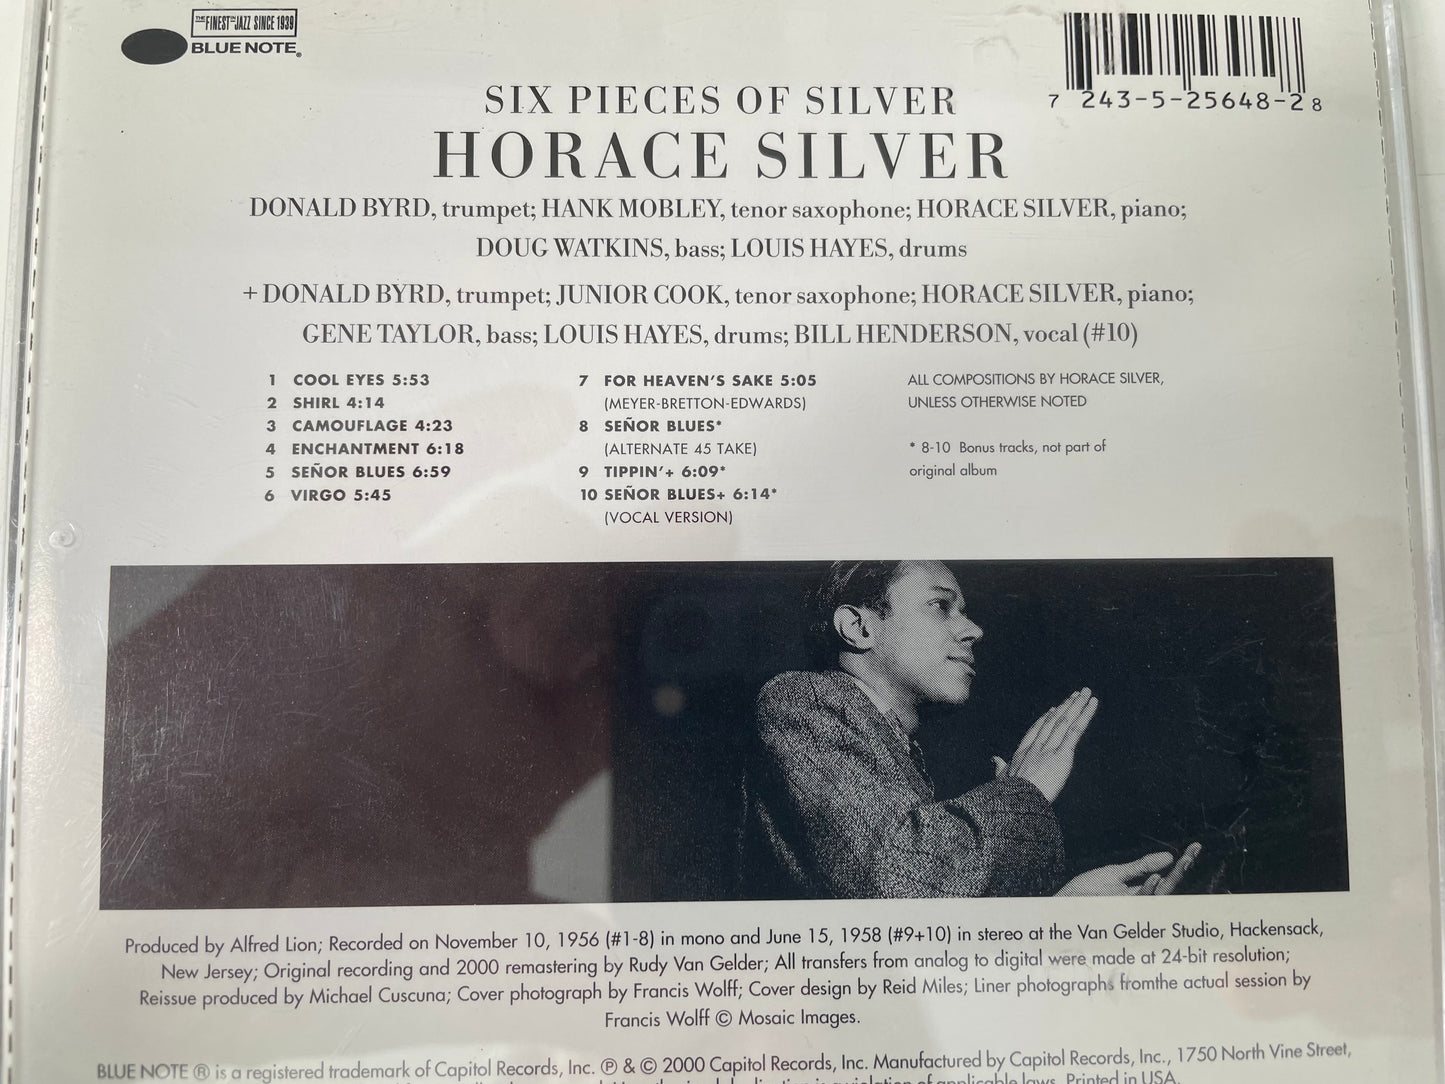 THE FINEST IN JAZZ SINCE 1939
BLUE NOTE®
7 243-5-25648-2 8
SIX PIECES OF SILVER
HORACE SILVER
DONALD BYRD, trumpet; HANK MOBLEY, tenor saxophone; HORACE SILVER, piano;
DOUG WATKINS, bass; LOUIS HAYES, drums
+ DONALD BYRD, trumpet; JUNIOR COOK, tenor saxophone; HORACE SILVER, piano;
GENE TAYLOR, bass; LOUIS HAYES, drums; BILL HENDERSON, vocal (#10)
1 COOL EYES 5:53
2 SHIRL 4:14
3 CAMOUFLAGE 4:23
4 ENCHANTMENT 6:18
5 SEÑOR BLUES 6:59
6 VIRGO 5:45
7 FOR HEAVEN'S SAKE 5:05
(MEYER-BRETTON-EDWARDS)
8 SEÑOR BLUES*
(ALTERNATE 45 TAKE)
9 TIPPIN'+ 6:09*
10 SEÑOR BLUES+ 6:14*
(VOCAL VERSION)
ALL COMPOSITIONS BY HORACE SILVER,
UNLESS OTHERWISE NOTED
* 8-10 Bonus tracks, not part of
original album
Produced by Alfred Lion; Recorded on November 10, 1956 (#1-8) in mono and June 15, 1958 (#9+10) in stereo at the Van Gelder Studio, Hackensack,
New Jersey; Original recording and 2000 remastering by Rudy Van Gelder; All transfers from analog to digital were made at 24-bit resolution;
Reissue produced by Michael Cuscuna; Cover photograph by Francis Wolff; Cover design by Reid Miles; Liner photographs fromthe actual session by
Francis Wolff © Mosaic Images.
BLUE NOTE ® is a registered trademark of Capitol Records, Inc. ℗ & © 2000 Capitol Records, Inc. Manufactured by Capitol Records, Inc., 1750 North Vine Street,
of applicable laws. Printed in USA.